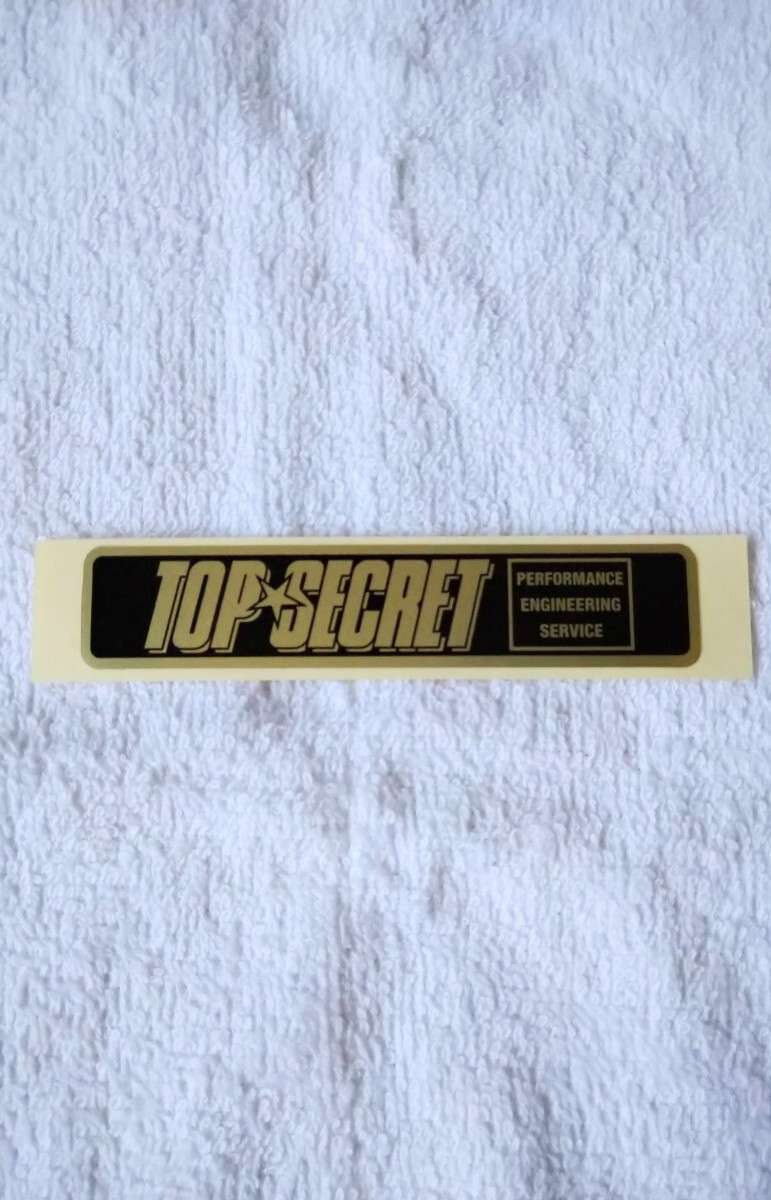 TOP★SECRET
PERFORMANCE
ENGINEERING
SERVICE